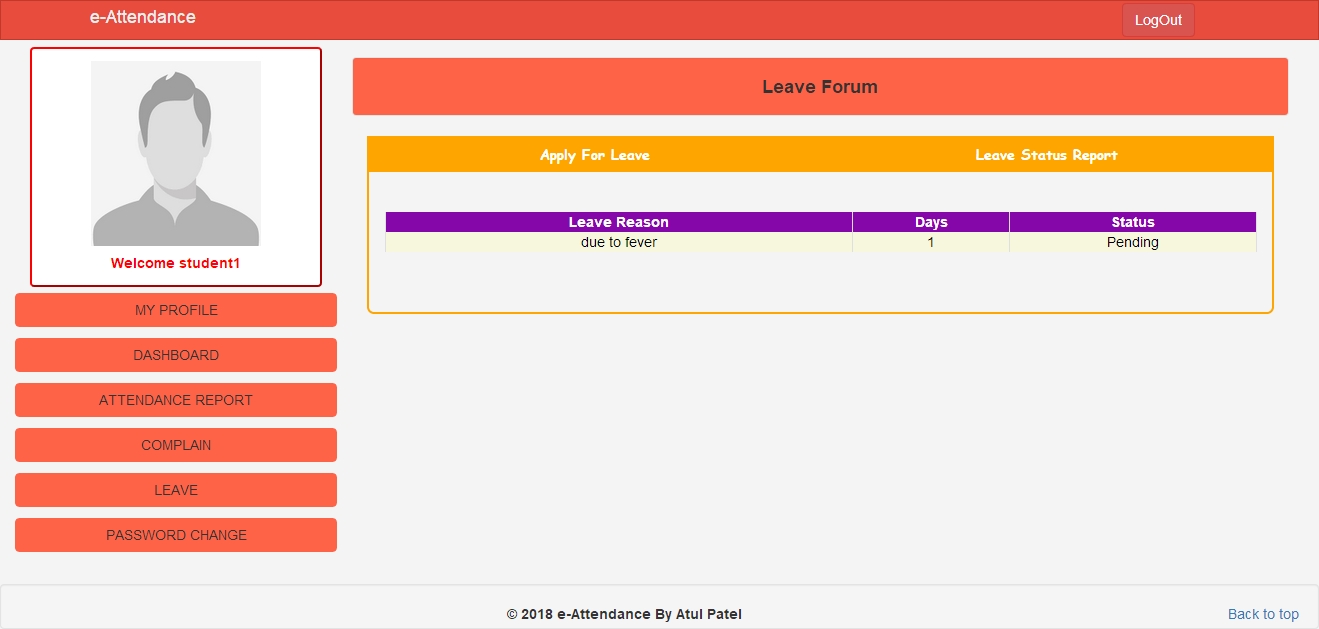 e-Attendance LogOut
Welcome student1
MY PROFILE
DASHBOARD
ATTENDANCE REPORT
COMPLAIN
LEAVE
PASSWORD CHANGE
Leave Forum
Apply For Leave Leave Status Report
Leave Reason Days Status
due to fever 1 Pending
© 2018 e-Attendance By Atul Patel Back to top